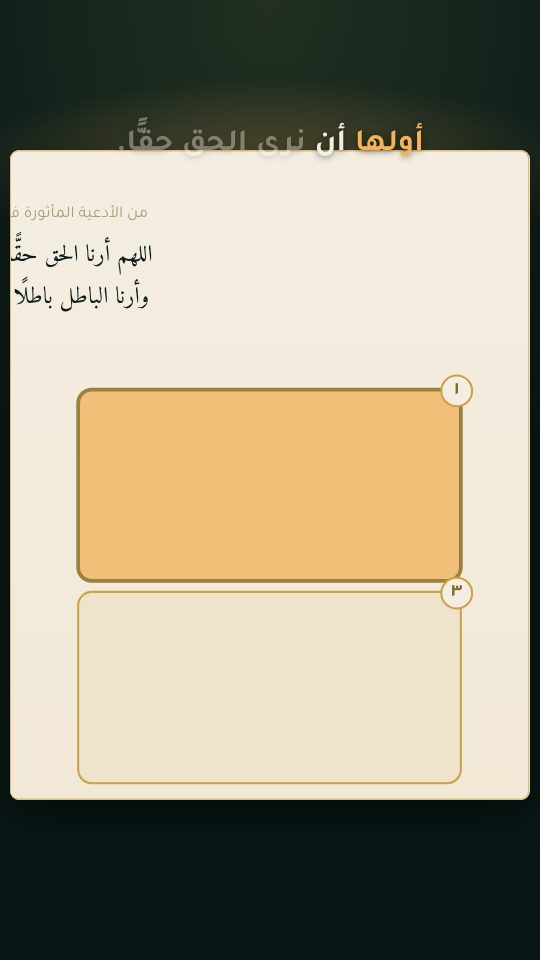 أولها أن نرى الحق حقًّا.
من الأدعية المأثورة
اللهم أرنا الحق
وأرنا الباطل باطلًا
١
٣